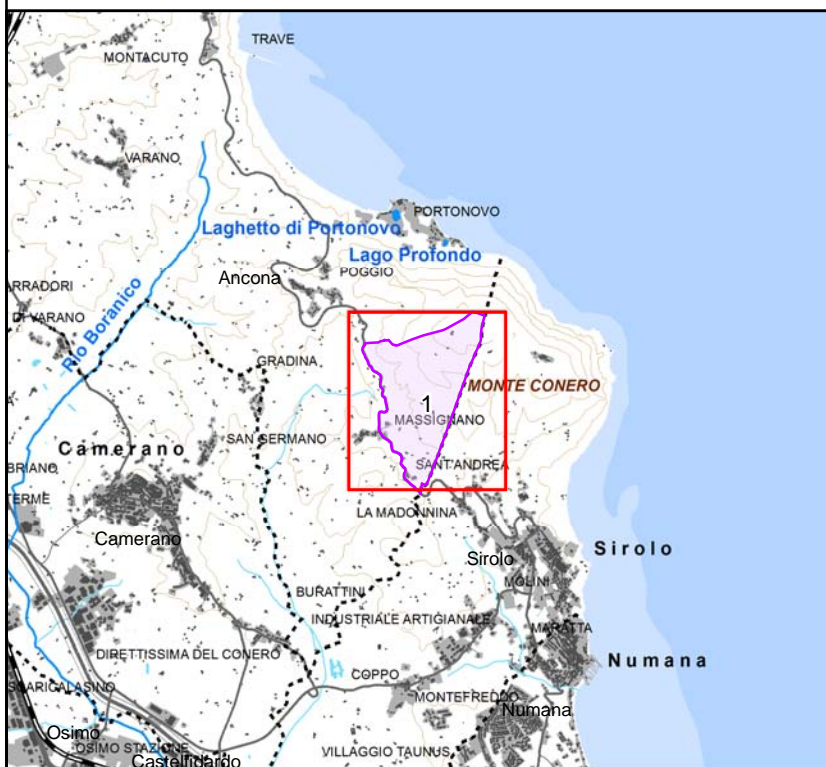 TRAVE
MONTACUTO
VARANO
PORTONOVO
Laghetto di Portonovo
Lago Profondo
Ancona
POGGIO
ARRADORI
DI VARANO
Rio Boranico
GRADINA
MONTE CONERO
1
MASSIGNANO
SAN GERMANO
Camerano
SANT'ANDREA
BRIANO
TERME
LA MADONNINA
Camerano
Sirolo
Sirolo
MOLINI
BURATTINI
INDUSTRIALE ARTIGIANALE
MARATTA
DIRETTISSIMA DEL CONERO
Numana
COPPO
SCARICALASINO
MONTEFREDDO
Numana
Osimo
OSIMO STAZIONE
VILLAGGIO TAUNUS
Castelfidardo